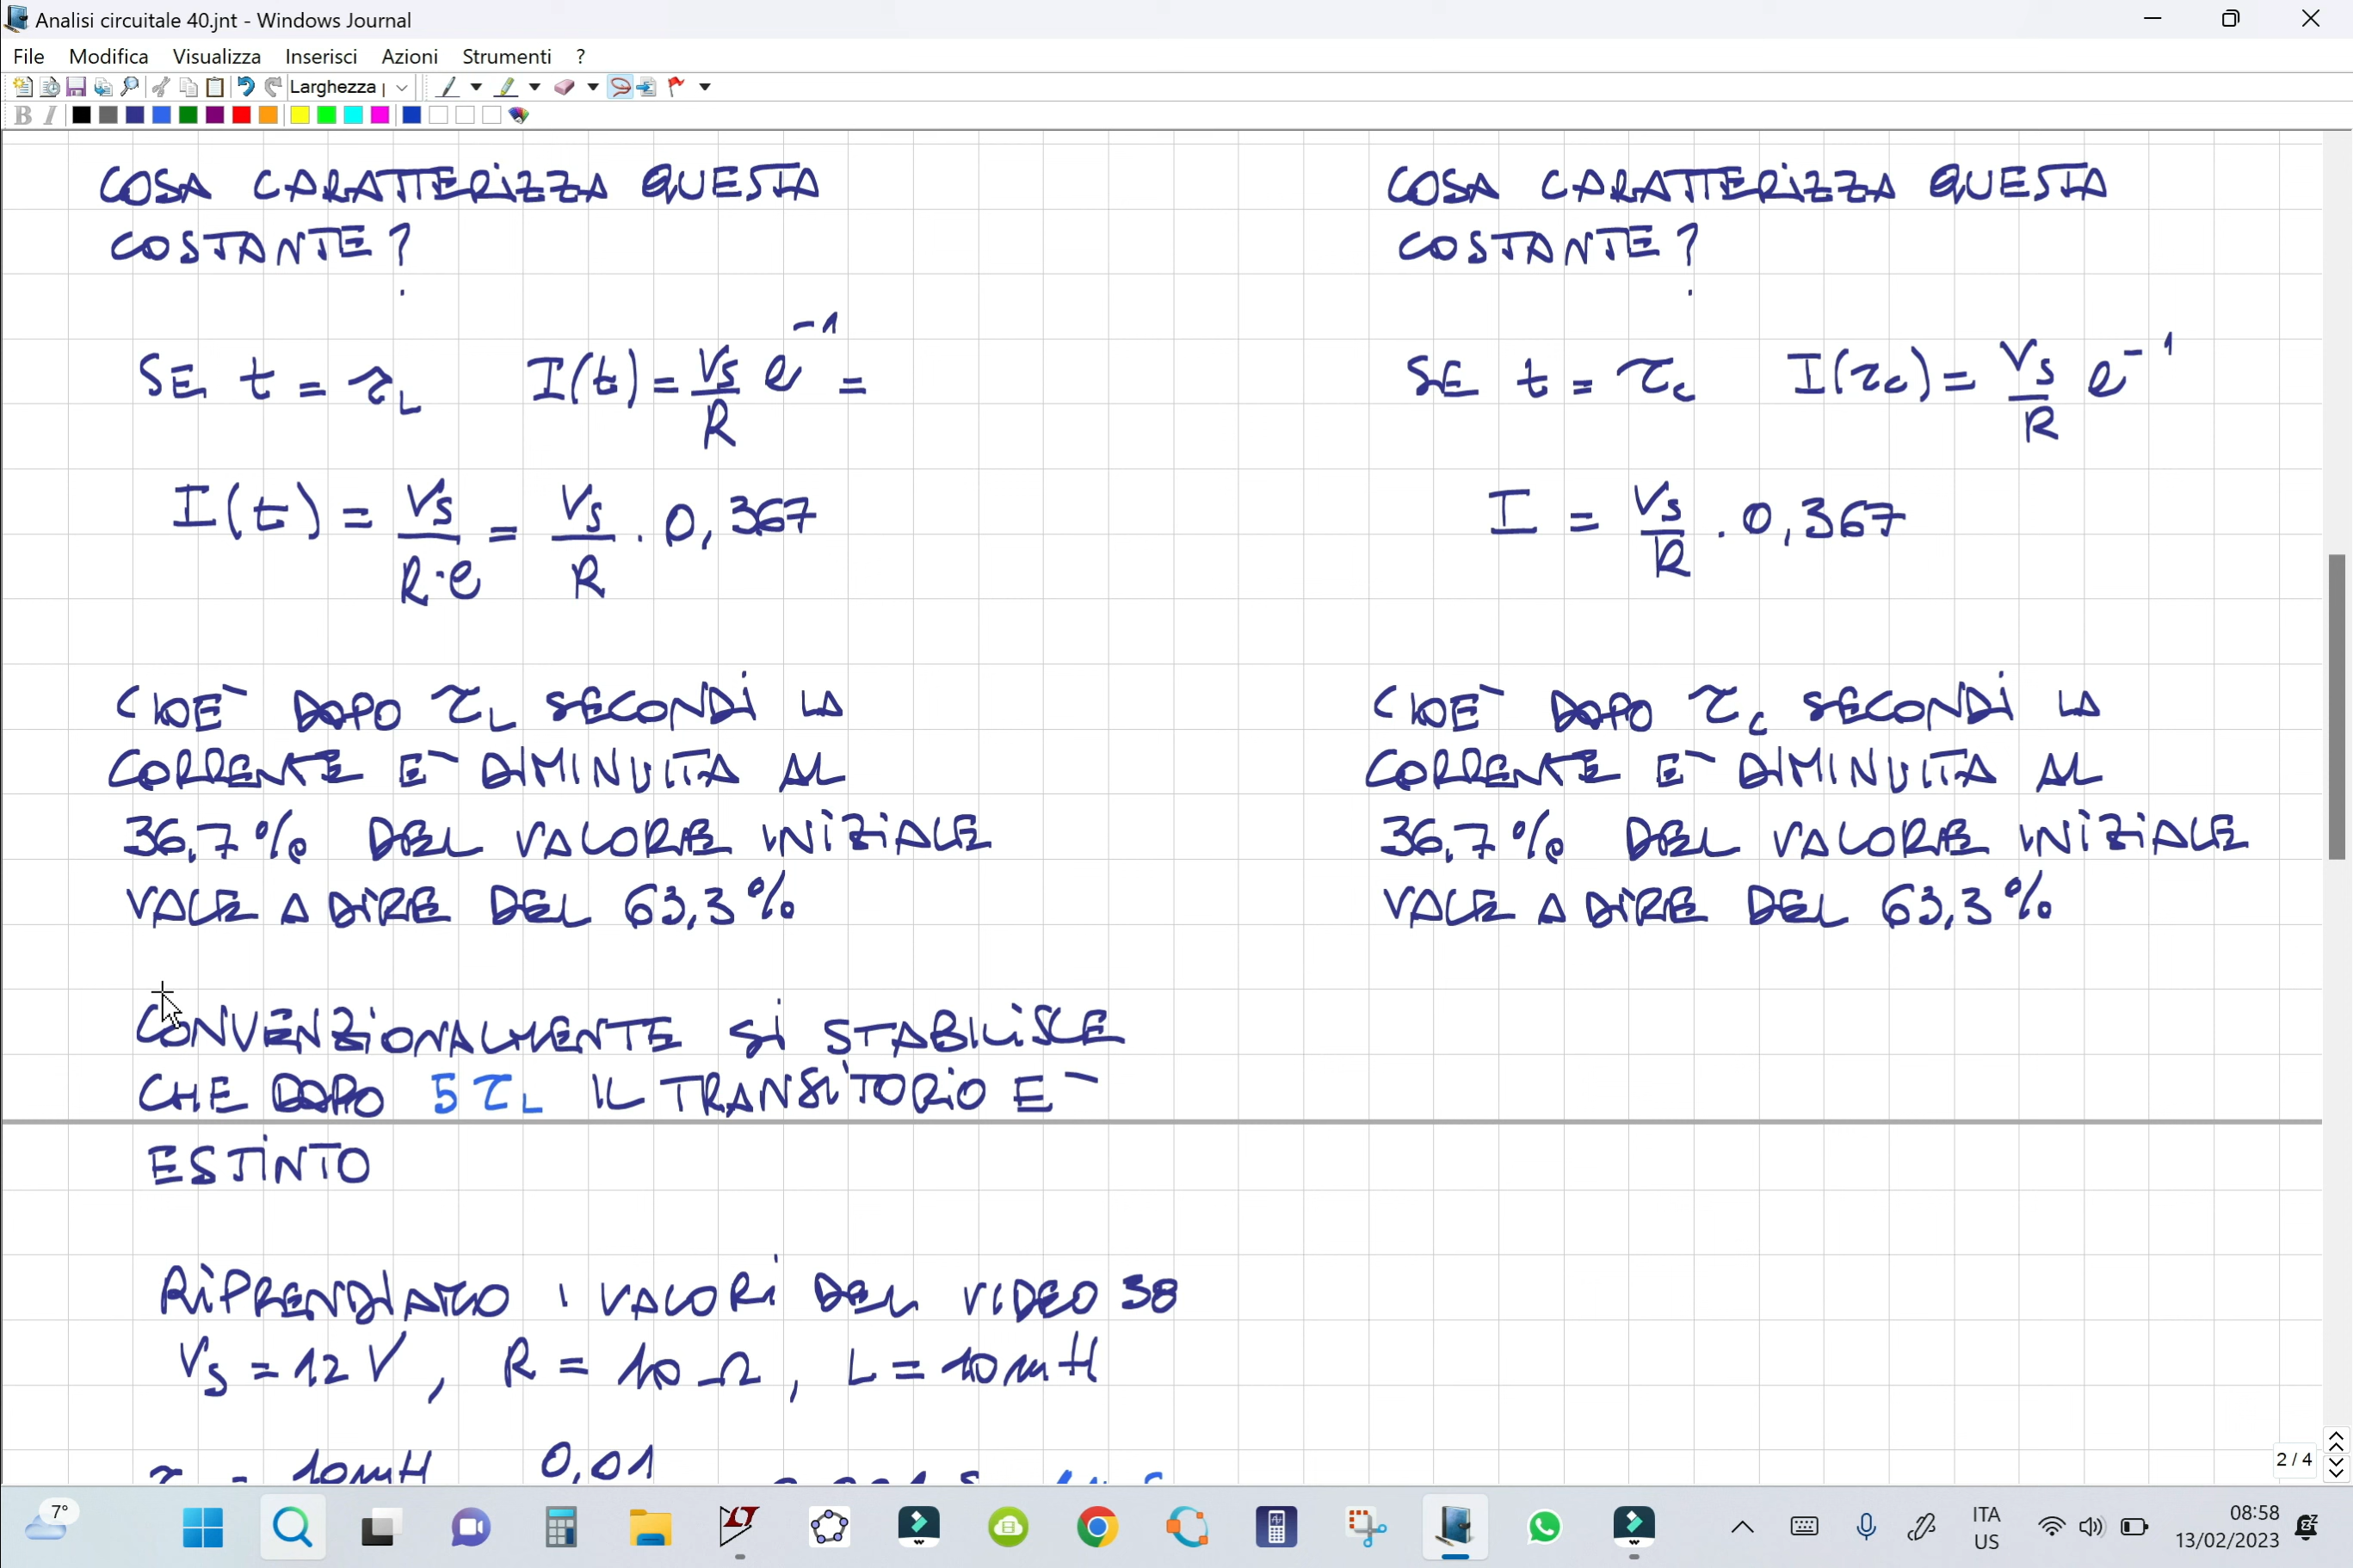 Analisi circuitale 40.jnt - Windows Journal
File Modifica Visualizza Inserisci Azioni Strumenti ?
Larghezza
B I
COSA CARATTERIZZA QUESTA
COSTANTE?
SE t = τL I(t) = Vs/R e^-1 =
I(t) = Vs/R·e = Vs/R · 0,367
CIOE' DOPO τL SECONDI LA
CORRENTE E' DIMINUITA AL
36,7% DEL VALORE INIZIALE
VALE A DIRE DEL 63,3%
CONVENZIONALMENTE SI STABILISCE
CHE DOPO 5τL IL TRANSITORIO E'
ESTINTO
RIPRENDIAMO I VALORI DEL VIDEO 38
Vs = 12 V, R = 10 Ω, L = 10 mH
10mH 0,01
COSA CARATTERIZZA QUESTA
COSTANTE?
SE t = τc I(τc) = Vs/R e^-1
I = Vs/R · 0,367
CIOE' DOPO τc SECONDI LA
CORRENTE E' DIMINUITA AL
36,7% DEL VALORE INIZIALE
VALE A DIRE DEL 63,3%
2 / 4
7°
ITA
US
08:58
13/02/2023